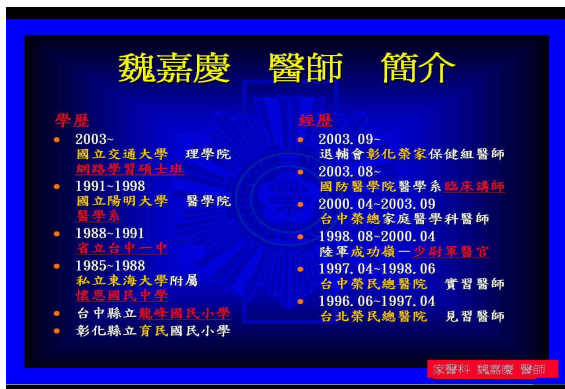 魏嘉慶　醫師　簡介
學歷
• 2003~
國立交通大學　理學院
網路學習碩士班
• 1991~1998
國立陽明大學　醫學院
醫學系
• 1988~1991
省立台中一中
• 1985~1988
私立東海大學附屬
懷恩國民中學
• 台中縣立龍峰國民小學
• 彰化縣立育民國民小學
經歷
• 2003.09~
退輔會彰化榮家保健組醫師
• 2003.08~
國防醫學院醫學系臨床講師
• 2000.04~2003.09
台中榮總家庭醫學科醫師
• 1998.08~2000.04
陸軍成功嶺－少尉軍醫官
• 1997.04~1998.06
台中榮民總醫院　實習醫師
• 1996.06~1997.04
台北榮民總醫院　見習醫師
家醫科 魏嘉慶 醫師